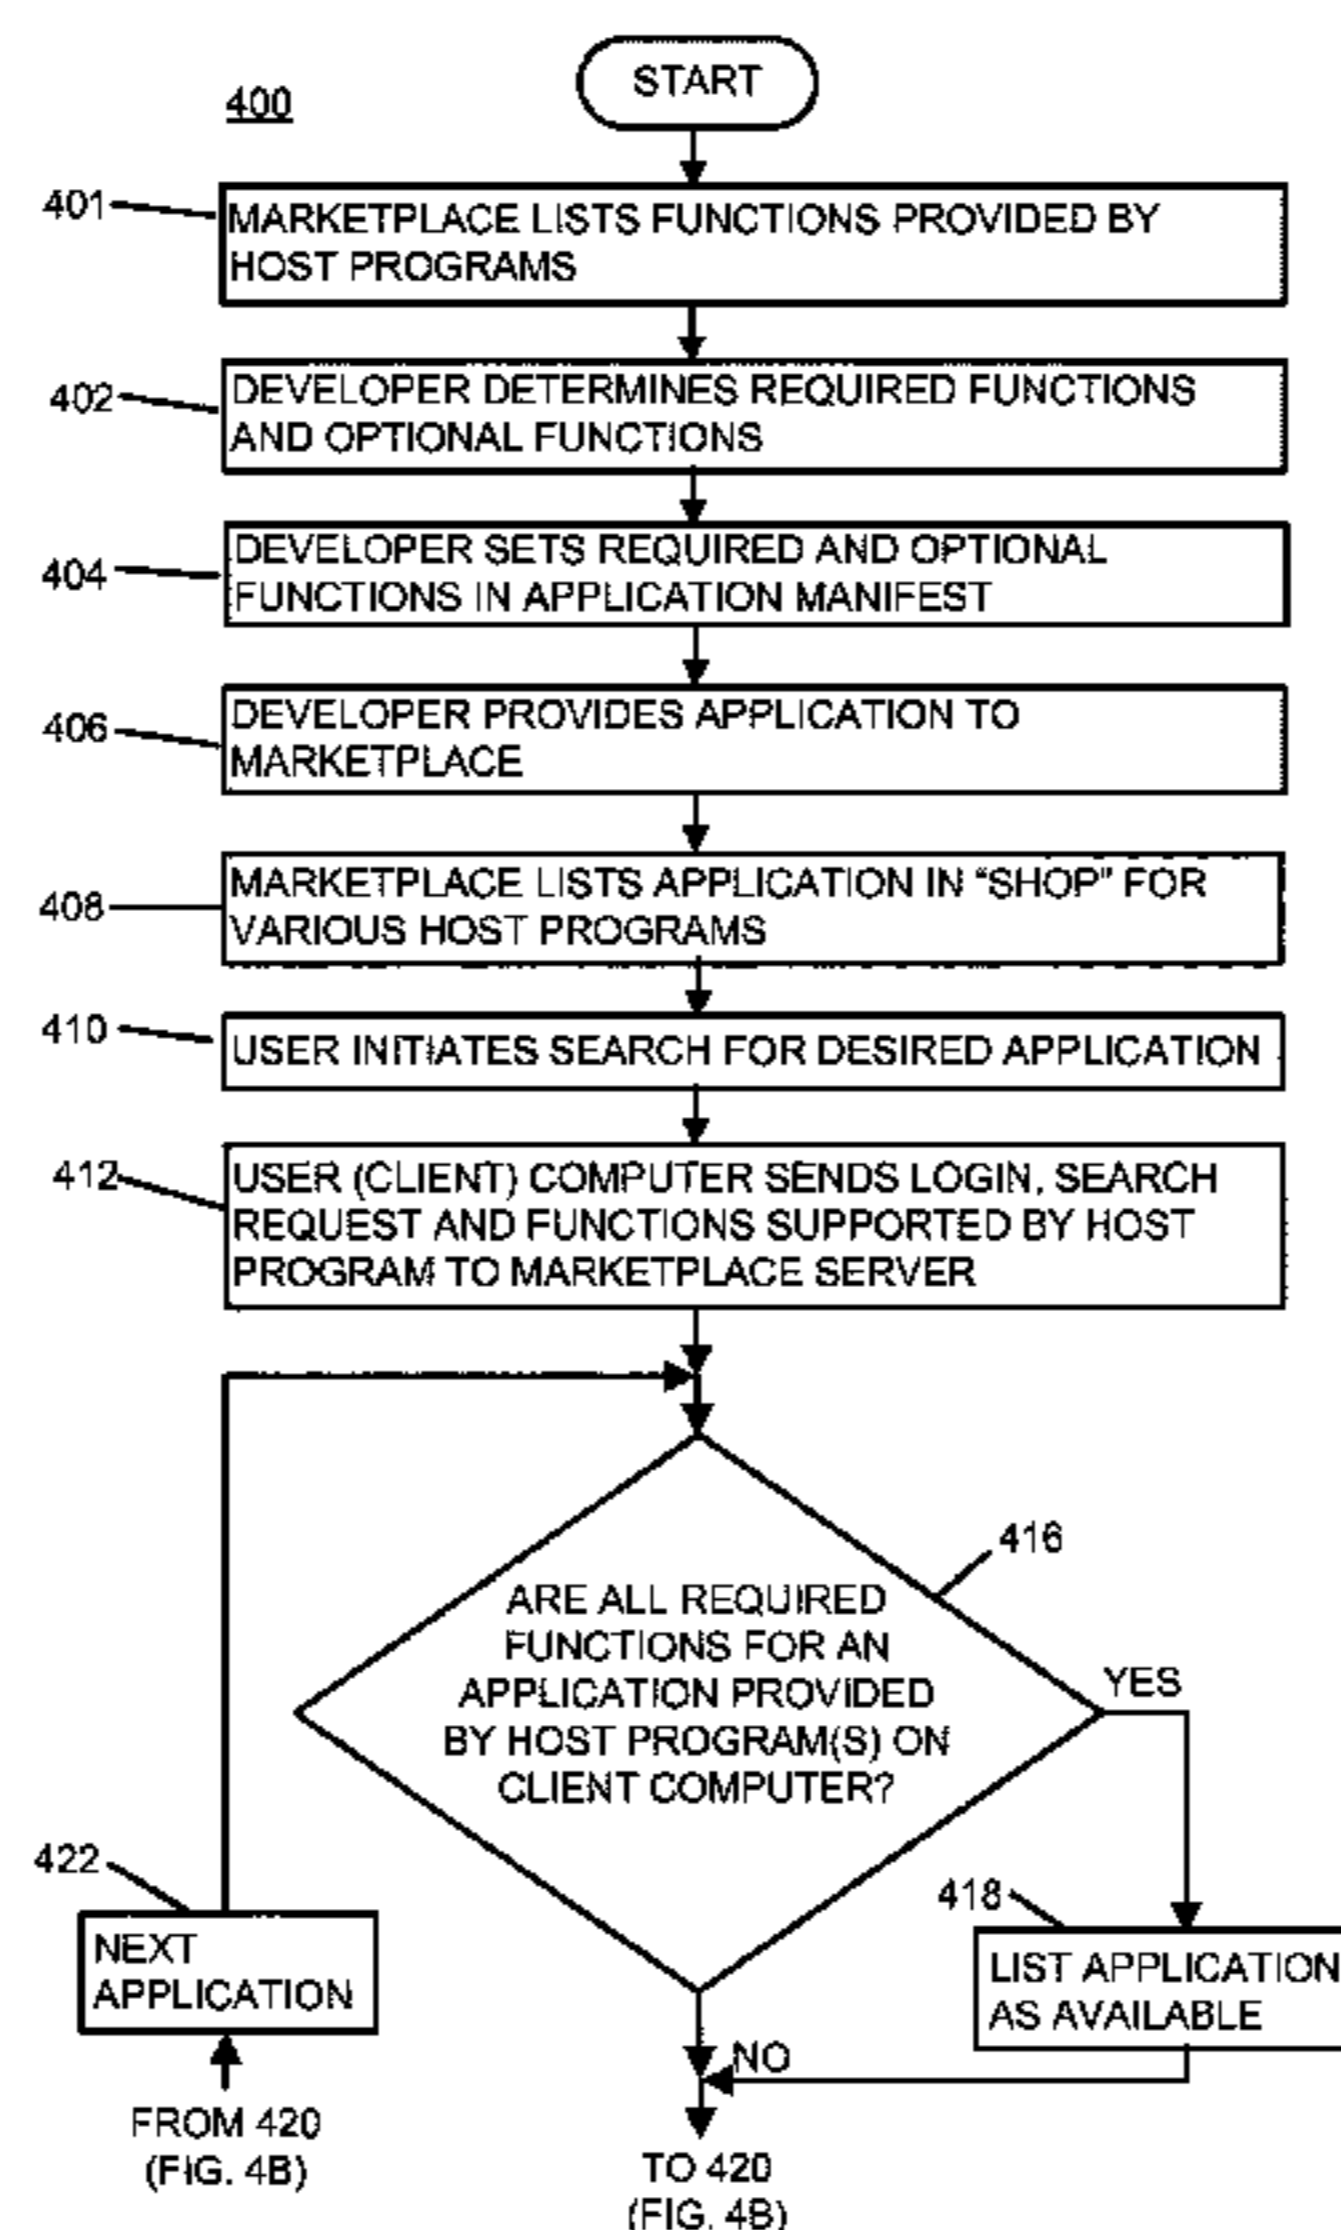 START
400
401
MARKETPLACE LISTS FUNCTIONS PROVIDED BY
HOST PROGRAMS
402
DEVELOPER DETERMINES REQUIRED FUNCTIONS
AND OPTIONAL FUNCTIONS
404
DEVELOPER SETS REQUIRED AND OPTIONAL
FUNCTIONS IN APPLICATION MANIFEST
406
DEVELOPER PROVIDES APPLICATION TO
MARKETPLACE
408
MARKETPLACE LISTS APPLICATION IN “SHOP” FOR
VARIOUS HOST PROGRAMS
410
USER INITIATES SEARCH FOR DESIRED APPLICATION
412
USER (CLIENT) COMPUTER SENDS LOGIN, SEARCH
REQUEST AND FUNCTIONS SUPPORTED BY HOST
PROGRAM TO MARKETPLACE SERVER
416
ARE ALL REQUIRED
FUNCTIONS FOR AN
APPLICATION PROVIDED
BY HOST PROGRAM(S) ON
CLIENT COMPUTER?
YES
422
NEXT
APPLICATION
418
LIST APPLICATION
AS AVAILABLE
NO
FROM 420
(FIG. 4B)
TO 420
(FIG. 4B)